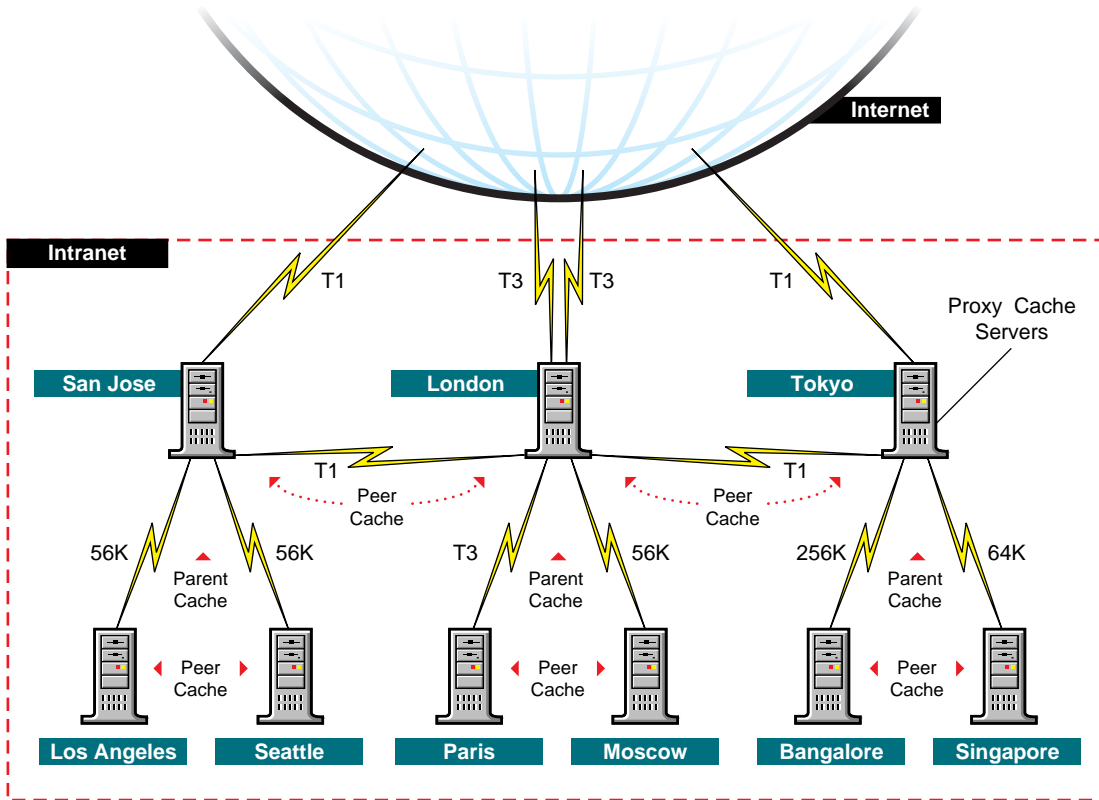 Internet
Intranet
T1
T3
T3
T1
Proxy Cache
Servers
San Jose
London
Tokyo
T1
T1
Peer
Cache
Peer
Cache
56K
56K
T3
56K
256K
64K
Parent
Cache
Parent
Cache
Parent
Cache
Peer
Cache
Peer
Cache
Peer
Cache
Los Angeles
Seattle
Paris
Moscow
Bangalore
Singapore